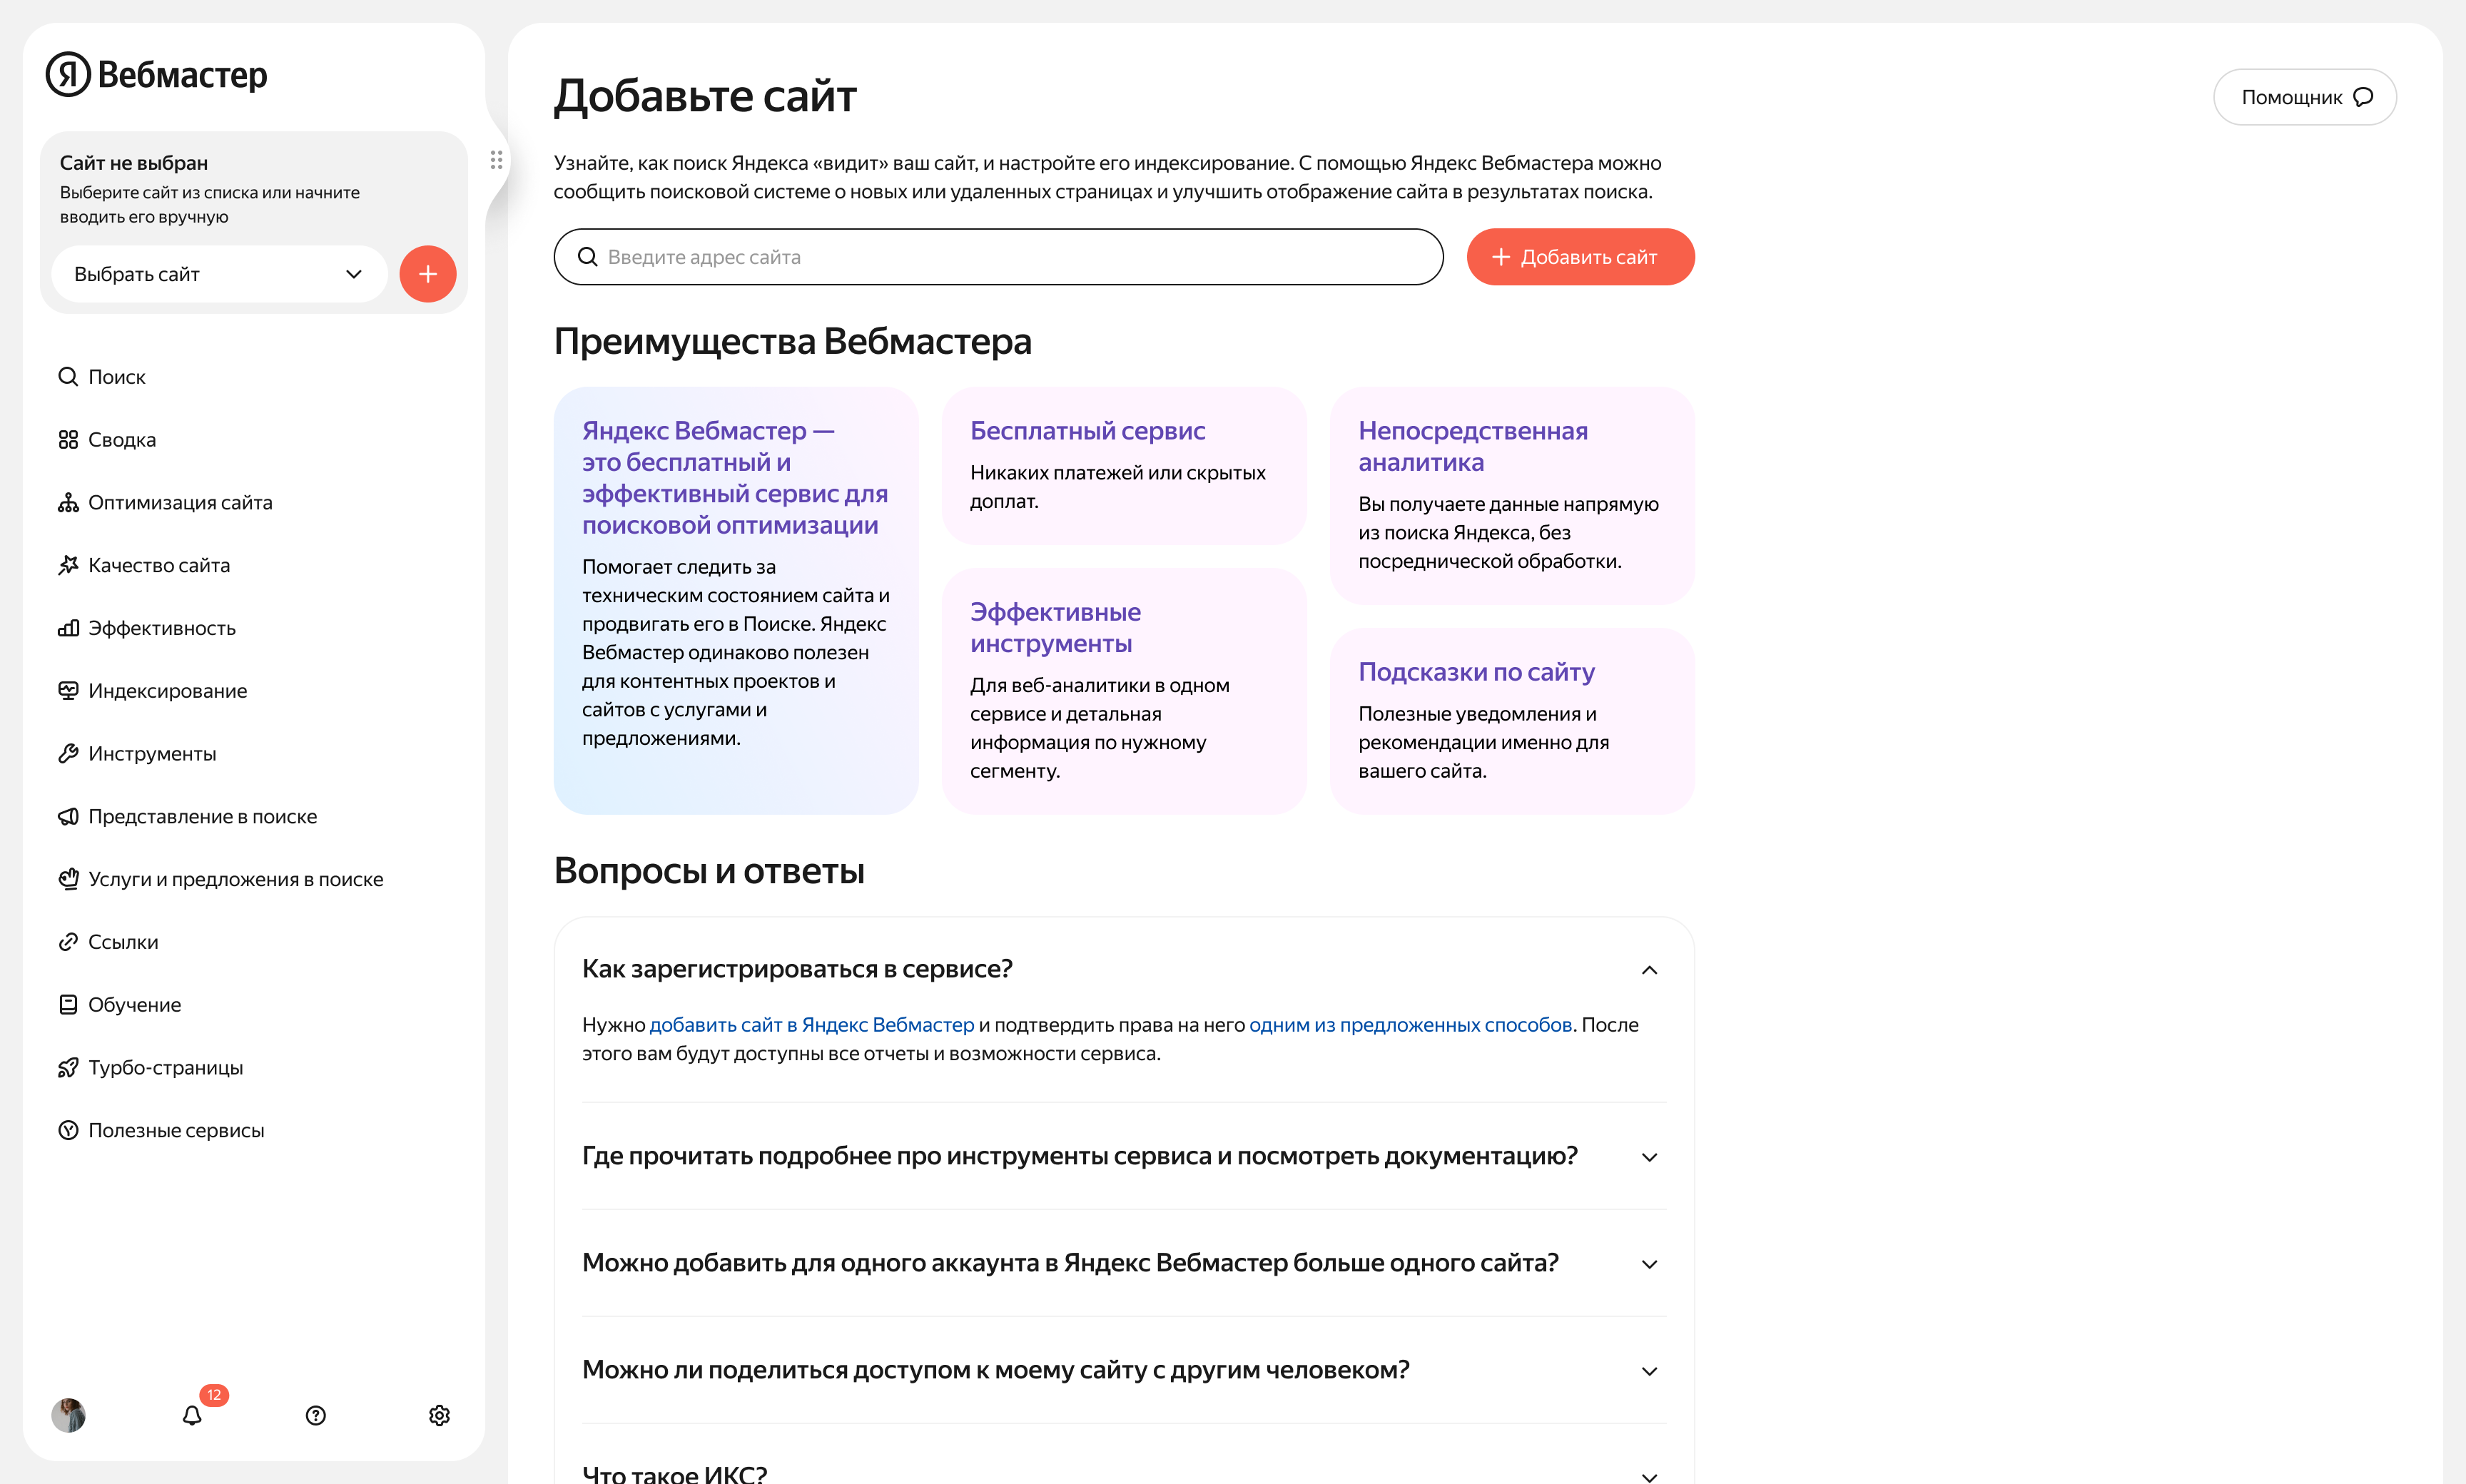 Я Вебмастер
Сайт не выбран
Выберите сайт из списка или начните
вводить его вручную
Выбрать сайт
Поиск
Сводка
Оптимизация сайта
Качество сайта
Эффективность
Индексирование
Инструменты
Представление в поиске
Услуги и предложения в поиске
Ссылки
Обучение
Турбо-страницы
Полезные сервисы
12
Добавьте сайт
Помощник
Узнайте, как поиск Яндекса «видит» ваш сайт, и настройте его индексирование. С помощью Яндекс Вебмастера можно
сообщить поисковой системе о новых или удаленных страницах и улучшить отображение сайта в результатах поиска.
Введите адрес сайта
Добавить сайт
Преимущества Вебмастера
Яндекс Вебмастер —
это бесплатный и
эффективный сервис для
поисковой оптимизации
Помогает следить за
техническим состоянием сайта и
продвигать его в Поиске. Яндекс
Вебмастер одинаково полезен
для контентных проектов и
сайтов с услугами и
предложениями.
Бесплатный сервис
Никаких платежей или скрытых
доплат.
Эффективные
инструменты
Для веб-аналитики в одном
сервисе и детальная
информация по нужному
сегменту.
Непосредственная
аналитика
Вы получаете данные напрямую
из поиска Яндекса, без
посреднической обработки.
Подсказки по сайту
Полезные уведомления и
рекомендации именно для
вашего сайта.
Вопросы и ответы
Как зарегистрироваться в сервисе?
Нужно добавить сайт в Яндекс Вебмастер и подтвердить права на него одним из предложенных способов. После
этого вам будут доступны все отчеты и возможности сервиса.
Где прочитать подробнее про инструменты сервиса и посмотреть документацию?
Можно добавить для одного аккаунта в Яндекс Вебмастер больше одного сайта?
Можно ли поделиться доступом к моему сайту с другим человеком?
Что такое ИКС?